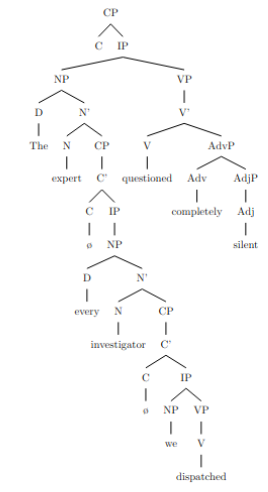 CP
C IP
NP VP
D N' V'
The N CP V AdvP
expert C' questioned Adv AdjP
C IP completely Adj
ø NP silent
D N'
every N CP
investigator C'
C IP
ø NP VP
we V
dispatched